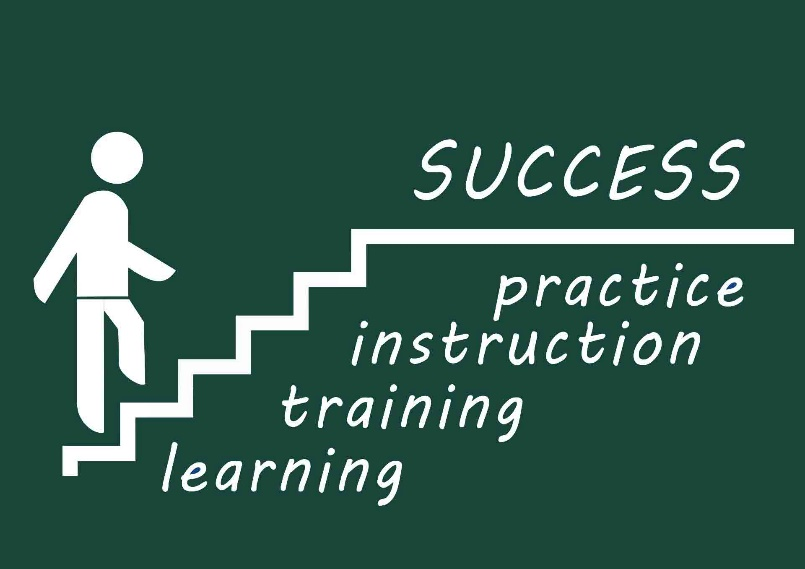 SUCCESS
practice
instruction
training
learning